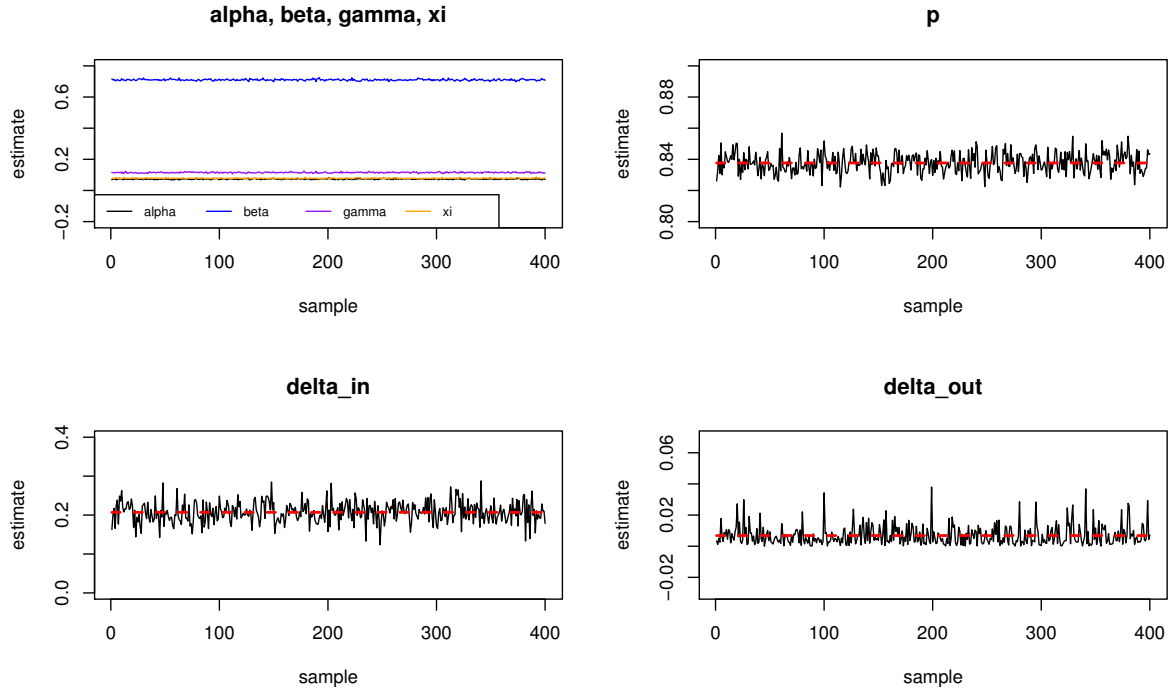 alpha, beta, gamma, xi
estimate
0.6
0.2
−0.2
alpha beta gamma xi
0 100 200 300 400
sample
p
estimate
0.88
0.84
0.80
0 100 200 300 400
sample
delta_in
estimate
0.4
0.2
0.0
0 100 200 300 400
sample
delta_out
estimate
0.06
0.02
−0.02
0 100 200 300 400
sample